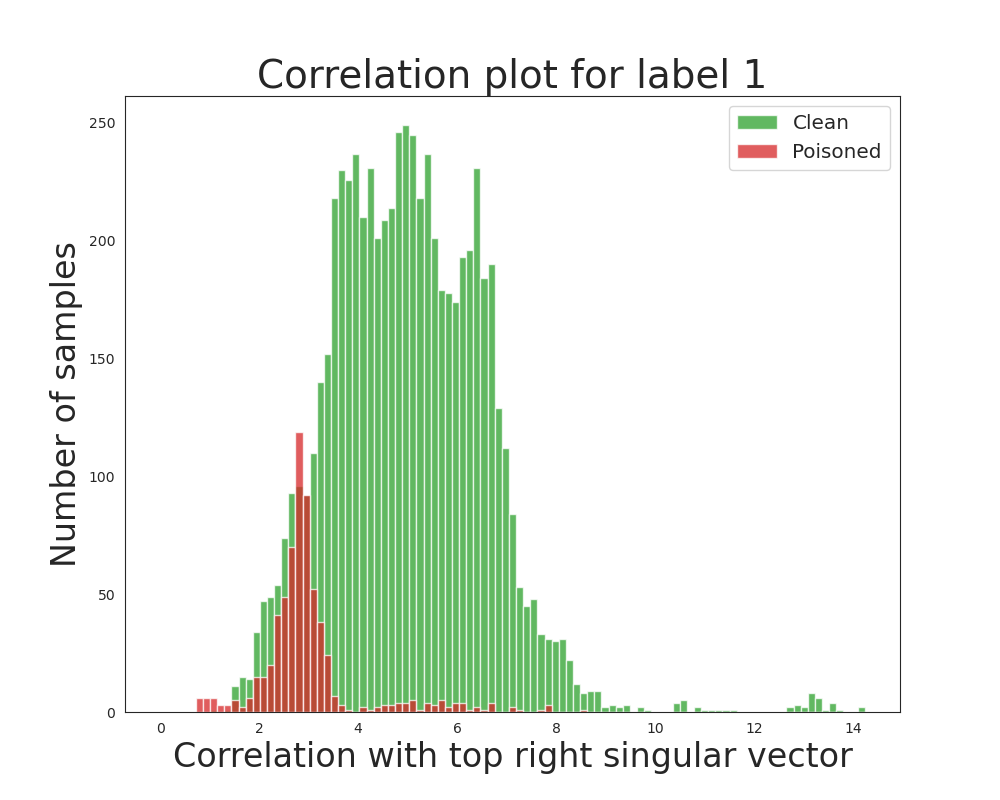 Correlation plot for label 1
Clean
Poisoned
Number of samples
250
200
150
100
50
0
0 2 4 6 8 10 12 14
Correlation with top right singular vector